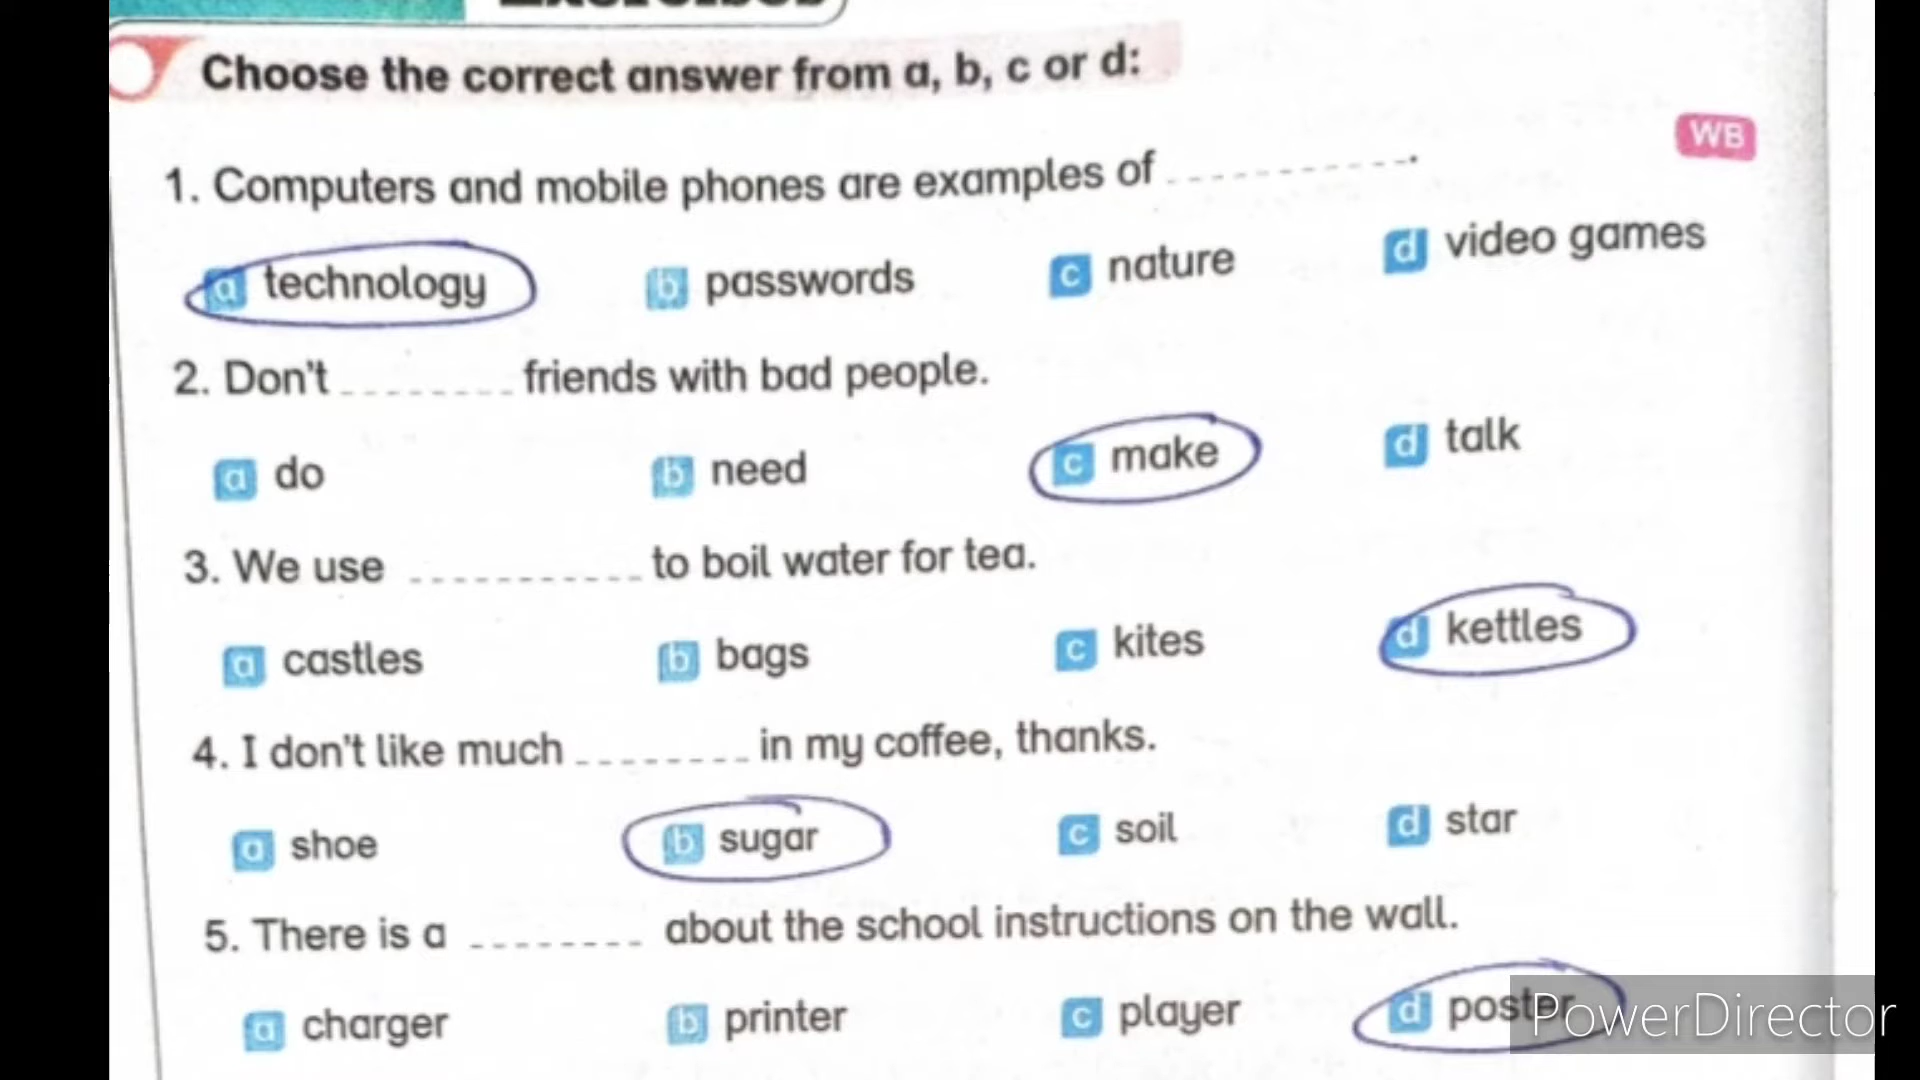 Exercises
Choose the correct answer from a, b, c or d:
WB
1. Computers and mobile phones are examples of ----------.
a technology b passwords c nature d video games
2. Don't -------- friends with bad people.
a do b need c make d talk
3. We use ----------- to boil water for tea.
a castles b bags c kites d kettles
4. I don't like much -------- in my coffee, thanks.
a shoe b sugar c soil d star
5. There is a -------- about the school instructions on the wall.
a charger b printer c player d poster
PowerDirector